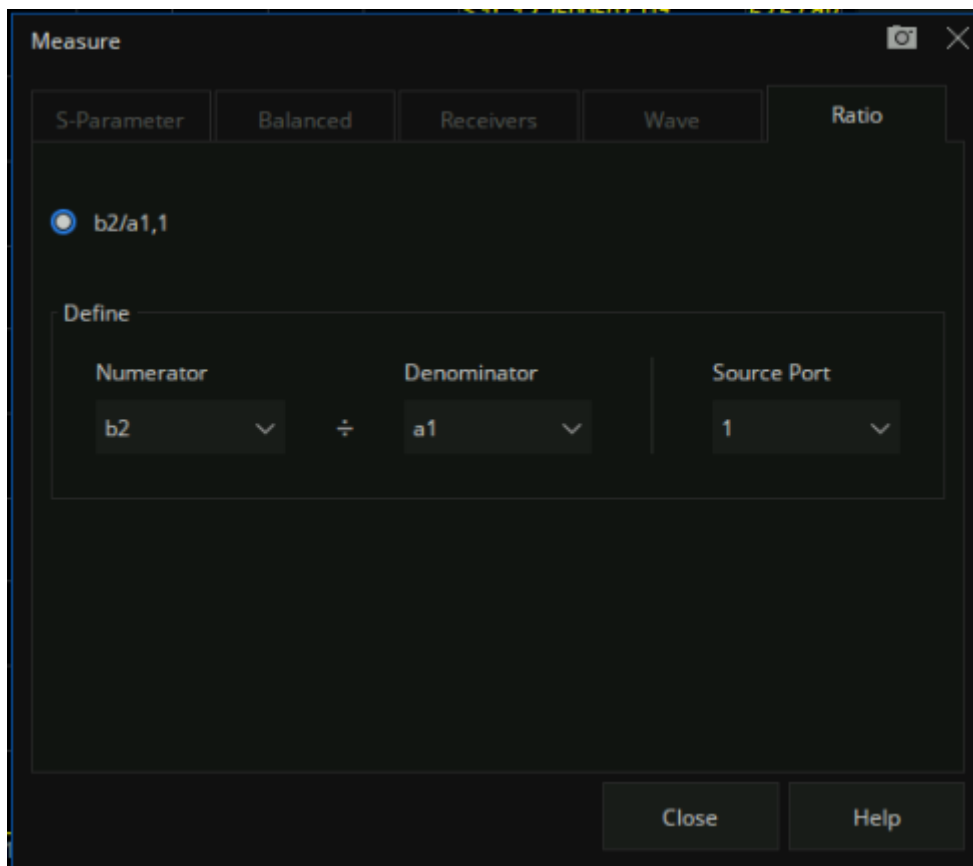 Measure
S-Parameter Balanced Receivers Wave Ratio
b2/a1,1
Define
Numerator Denominator Source Port
b2 ÷ a1 1
Close Help